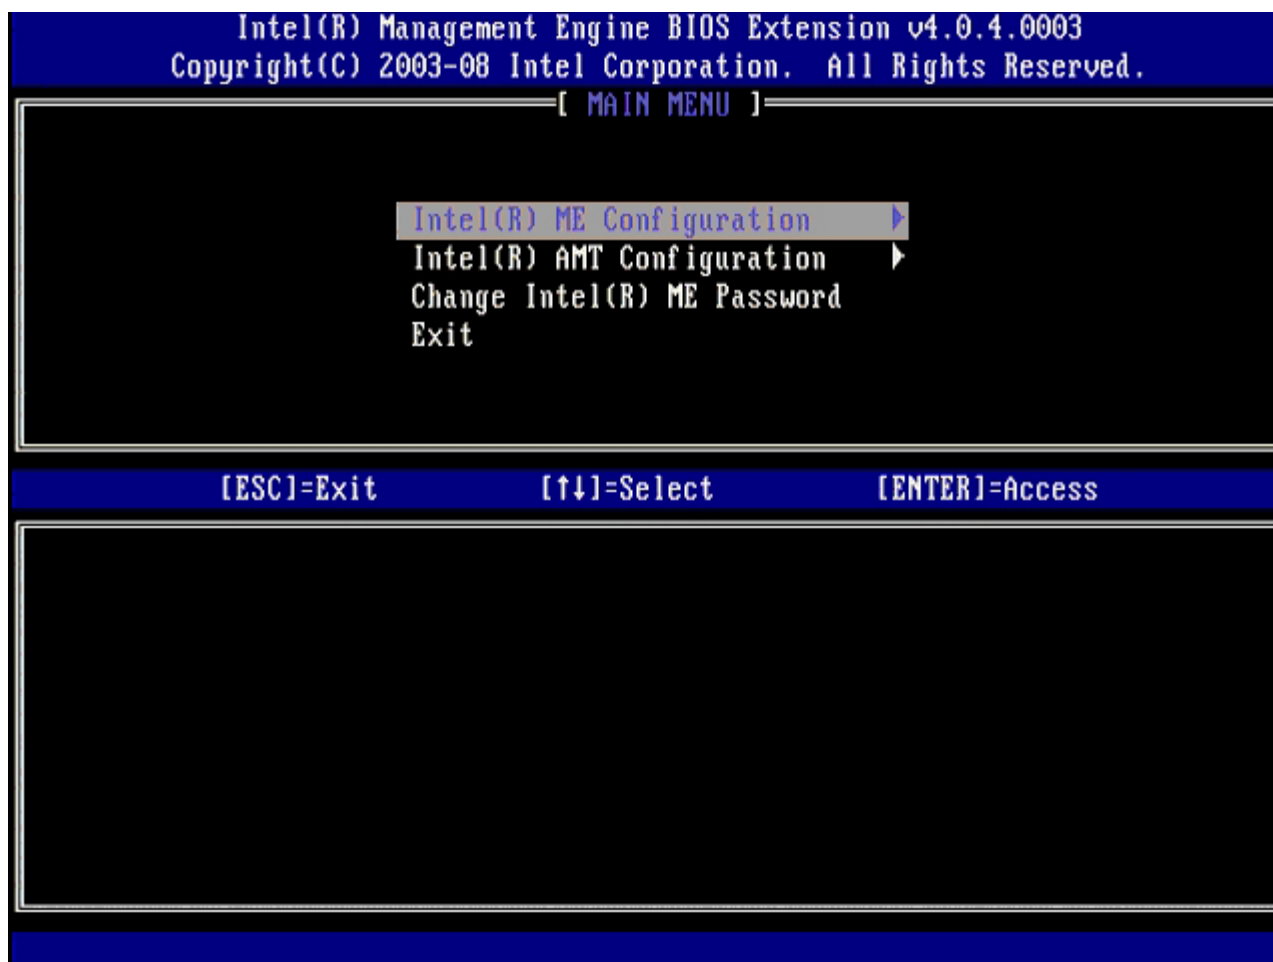 Intel(R) Management Engine BIOS Extension v4.0.4.0003
Copyright(C) 2003-08 Intel Corporation. All Rights Reserved.
[ MAIN MENU ]
Intel(R) ME Configuration ►
Intel(R) AMT Configuration ►
Change Intel(R) ME Password
Exit
[ESC]=Exit [↑↓]=Select [ENTER]=Access